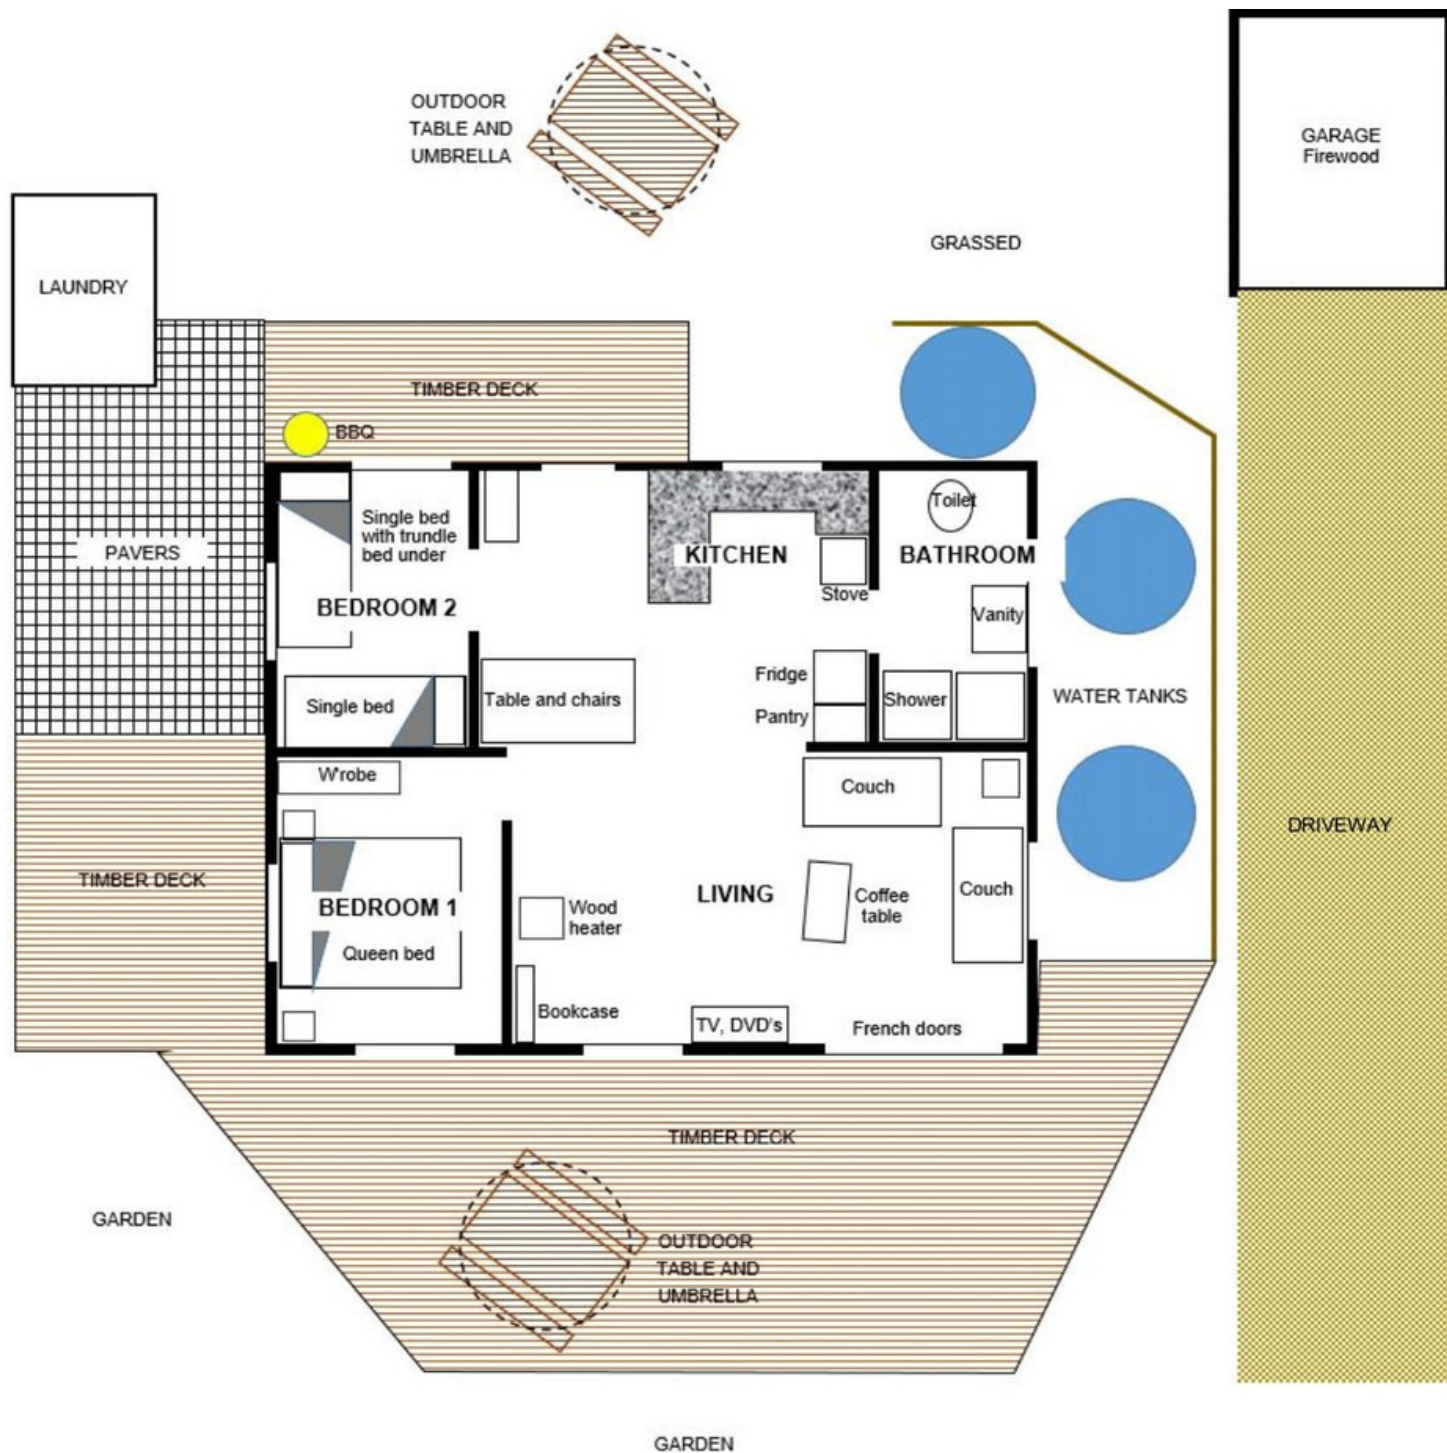 OUTDOOR
TABLE AND
UMBRELLA
GARAGE
Firewood
GRASSED
LAUNDRY
TIMBER DECK
BBQ
PAVERS
Single bed
with trundle
bed under
BEDROOM 2
Single bed
KITCHEN
Stove
Toilet
BATHROOM
Vanity
Table and chairs
Fridge
Pantry
Shower
WATER TANKS
W'robe
Couch
DRIVEWAY
TIMBER DECK
BEDROOM 1
Queen bed
Wood
heater
LIVING
Coffee
table
Couch
Bookcase
TV, DVD's
French doors
TIMBER DECK
GARDEN
OUTDOOR
TABLE AND
UMBRELLA
GARDEN